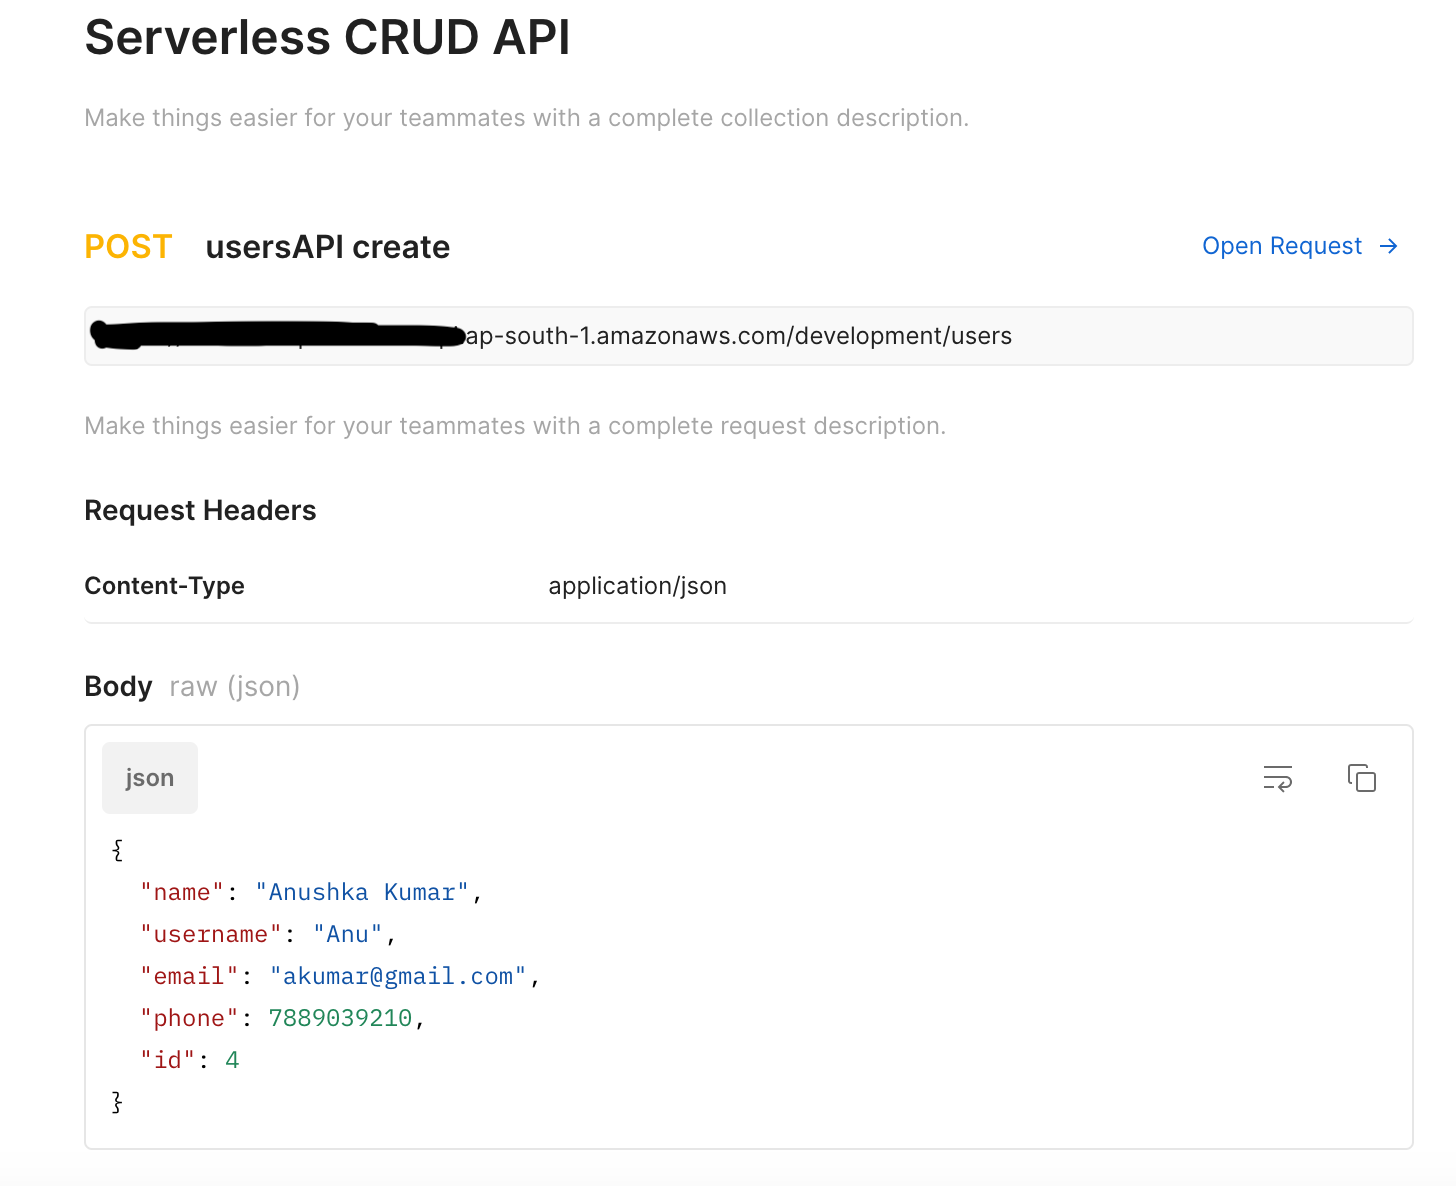 Serverless CRUD API
Make things easier for your teammates with a complete collection description.
POST usersAPI create
Open Request →
ap-south-1.amazonaws.com/development/users
Make things easier for your teammates with a complete request description.
Request Headers
Content-Type application/json
Body raw (json)
json
{
"name": "Anushka Kumar",
"username": "Anu",
"email": "akumar@gmail.com",
"phone": 7889039210,
"id": 4
}